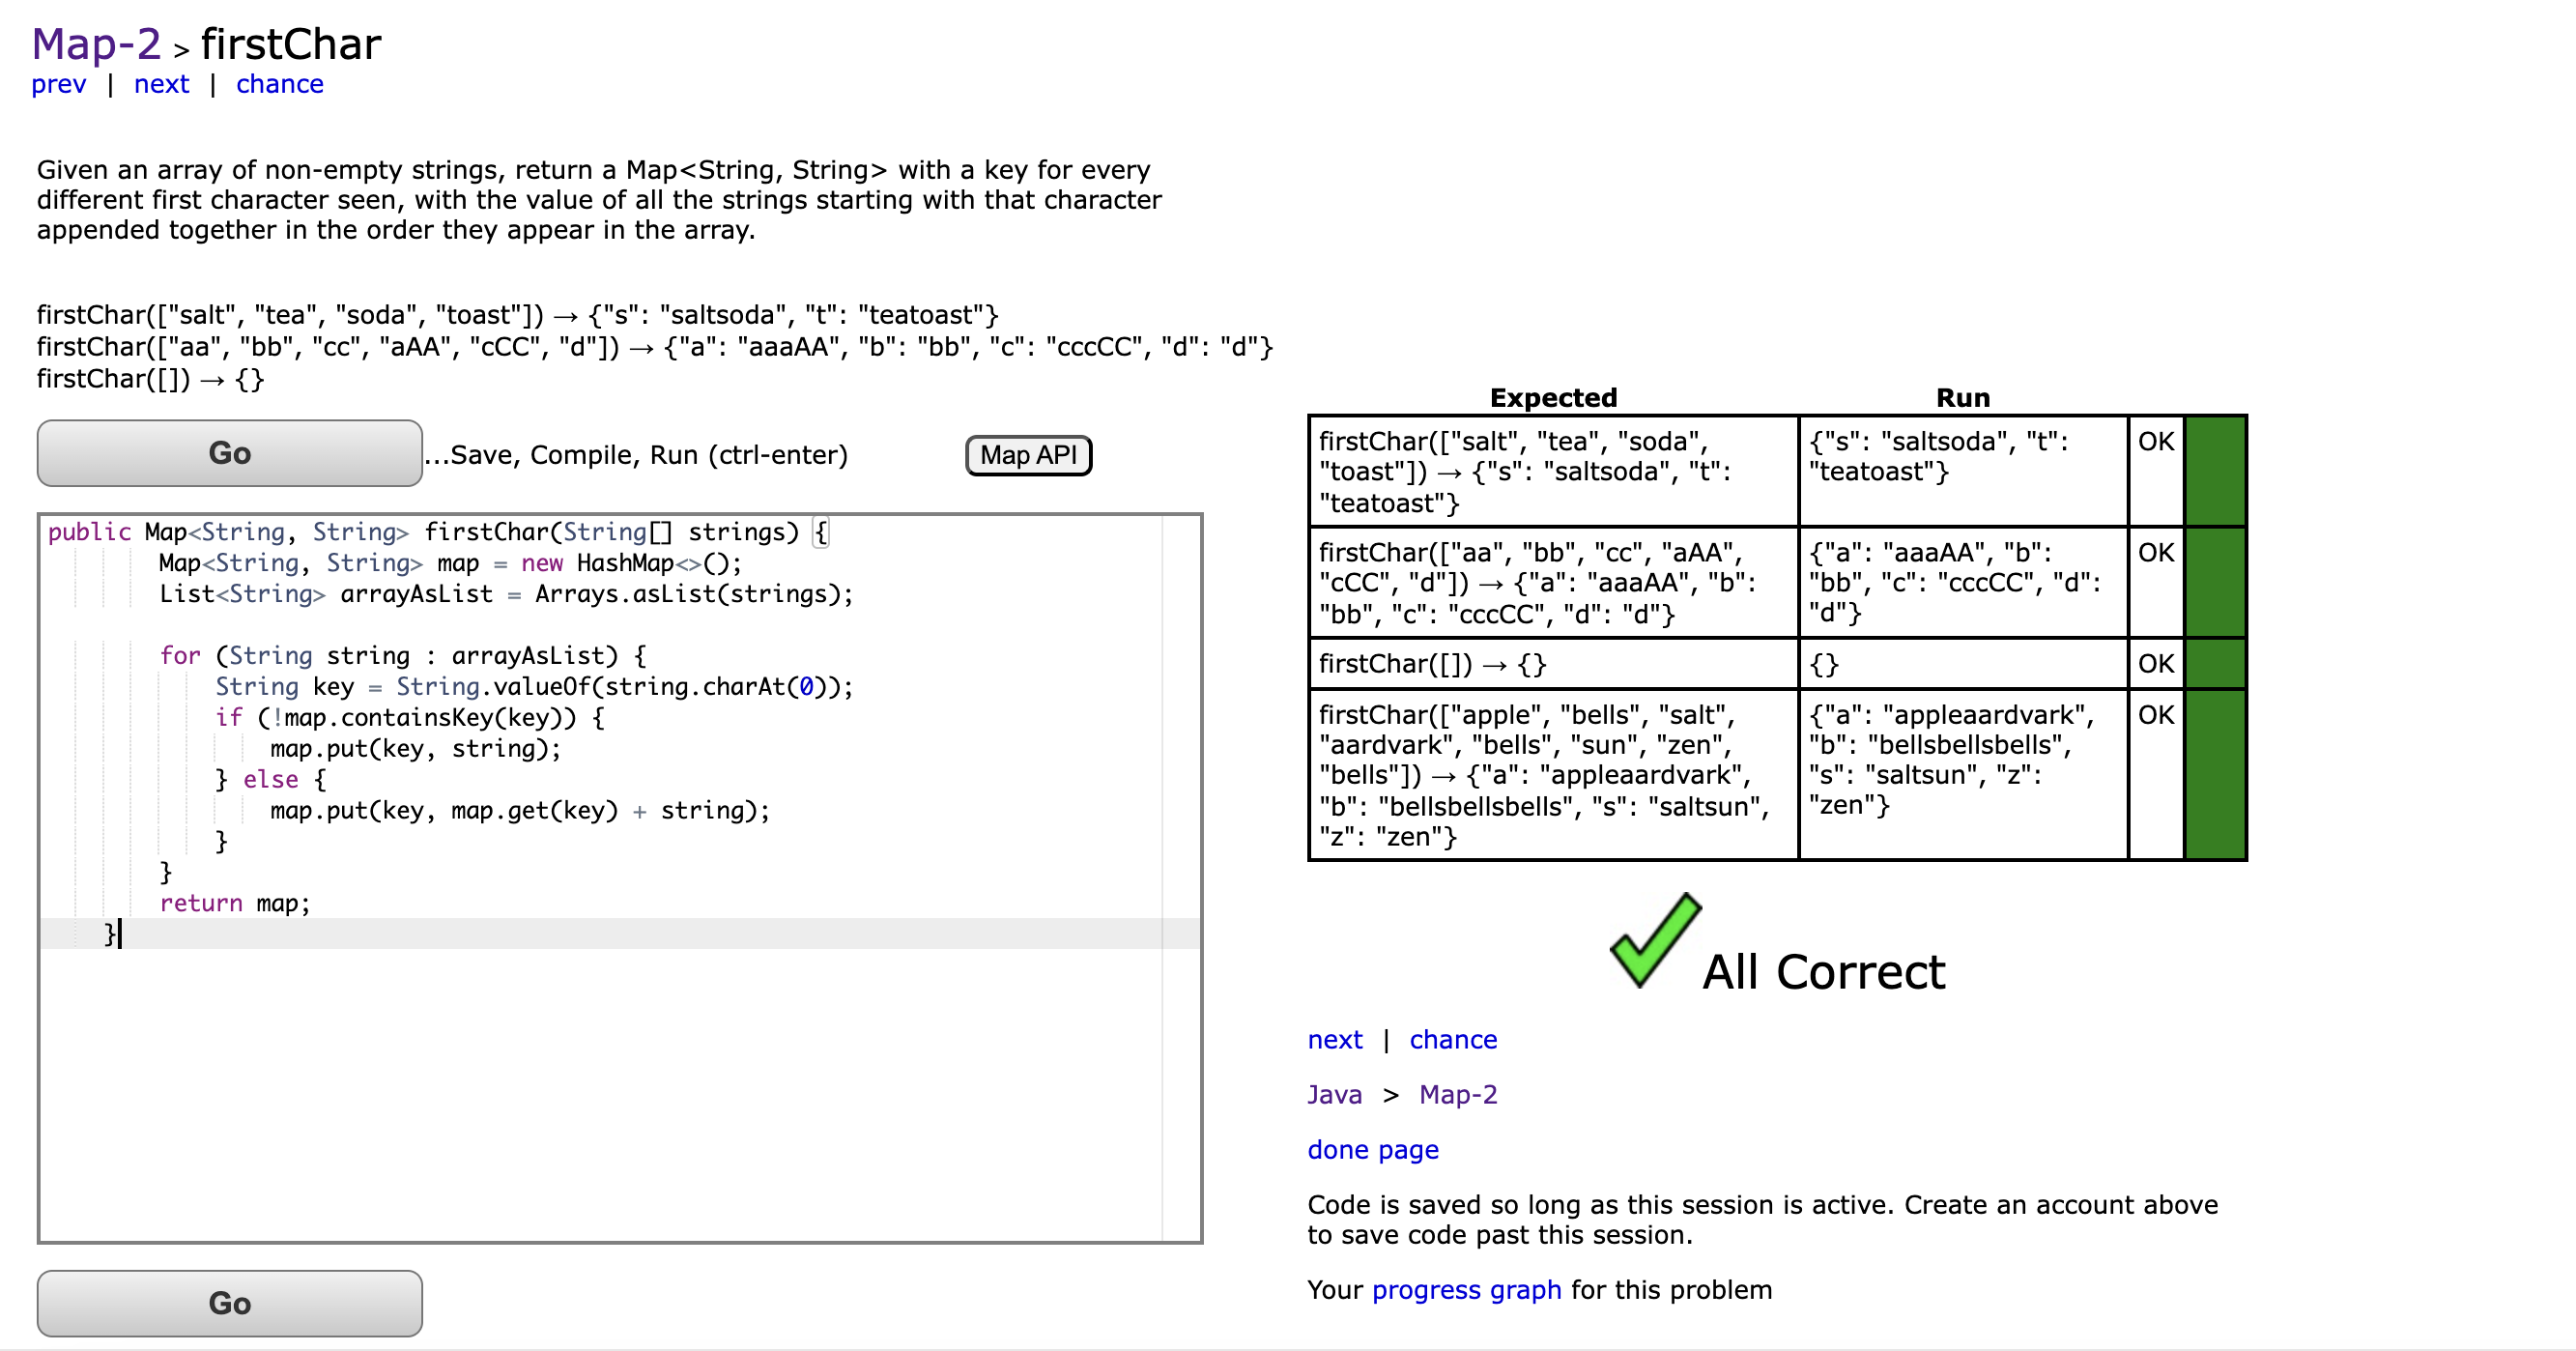 Map-2 > firstChar
prev | next | chance
Given an array of non-empty strings, return a Map<String, String> with a key for every
different first character seen, with the value of all the strings starting with that character
appended together in the order they appear in the array.
firstChar(["salt", "tea", "soda", "toast"]) → {"s": "saltsoda", "t": "teatoast"}
firstChar(["aa", "bb", "cc", "aAA", "cCC", "d"]) → {"a": "aaaAA", "b": "bb", "c": "cccCC", "d": "d"}
firstChar([]) → {}
Go ...Save, Compile, Run (ctrl-enter) Map API
public Map<String, String> firstChar(String[] strings) {
Map<String, String> map = new HashMap<>();
List<String> arrayAsList = Arrays.asList(strings);
for (String string : arrayAsList) {
String key = String.valueOf(string.charAt(0));
if (!map.containsKey(key)) {
map.put(key, string);
} else {
map.put(key, map.get(key) + string);
}
}
return map;
}
Go
Expected Run
firstChar(["salt", "tea", "soda",
"toast"]) → {"s": "saltsoda", "t":
"teatoast"}
{"s": "saltsoda", "t":
"teatoast"}
OK
firstChar(["aa", "bb", "cc", "aAA",
"cCC", "d"]) → {"a": "aaaAA", "b":
"bb", "c": "cccCC", "d": "d"}
{"a": "aaaAA", "b":
"bb", "c": "cccCC", "d":
"d"}
OK
firstChar([]) → {}
{}
OK
firstChar(["apple", "bells", "salt",
"aardvark", "bells", "sun", "zen",
"bells"]) → {"a": "appleaardvark",
"b": "bellsbellsbells", "s": "saltsun",
"z": "zen"}
{"a": "appleaardvark",
"b": "bellsbellsbells",
"s": "saltsun", "z":
"zen"}
OK
All Correct
next | chance
Java > Map-2
done page
Code is saved so long as this session is active. Create an account above
to save code past this session.
Your progress graph for this problem